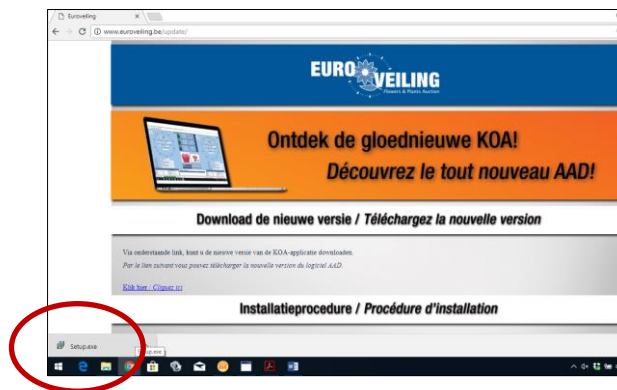 Euroveiling
www.euroveiling.be/update/
EURO VEILING
Flowers & Plants Auction
Ontdek de gloednieuwe KOA!
Découvrez le tout nouveau AAD!
Download de nieuwe versie / Téléchargez la nouvelle version
Via onderstaande link, kunt u de nieuwe versie van de KOA-applicatie downloaden.
Par le lien suivant vous pouvez télécharger la nouvelle version du logiciel AAD.
Klik hier / Cliquez ici
Installatieprocedure / Procédure d'installation
Setup.exe
Setup.exe